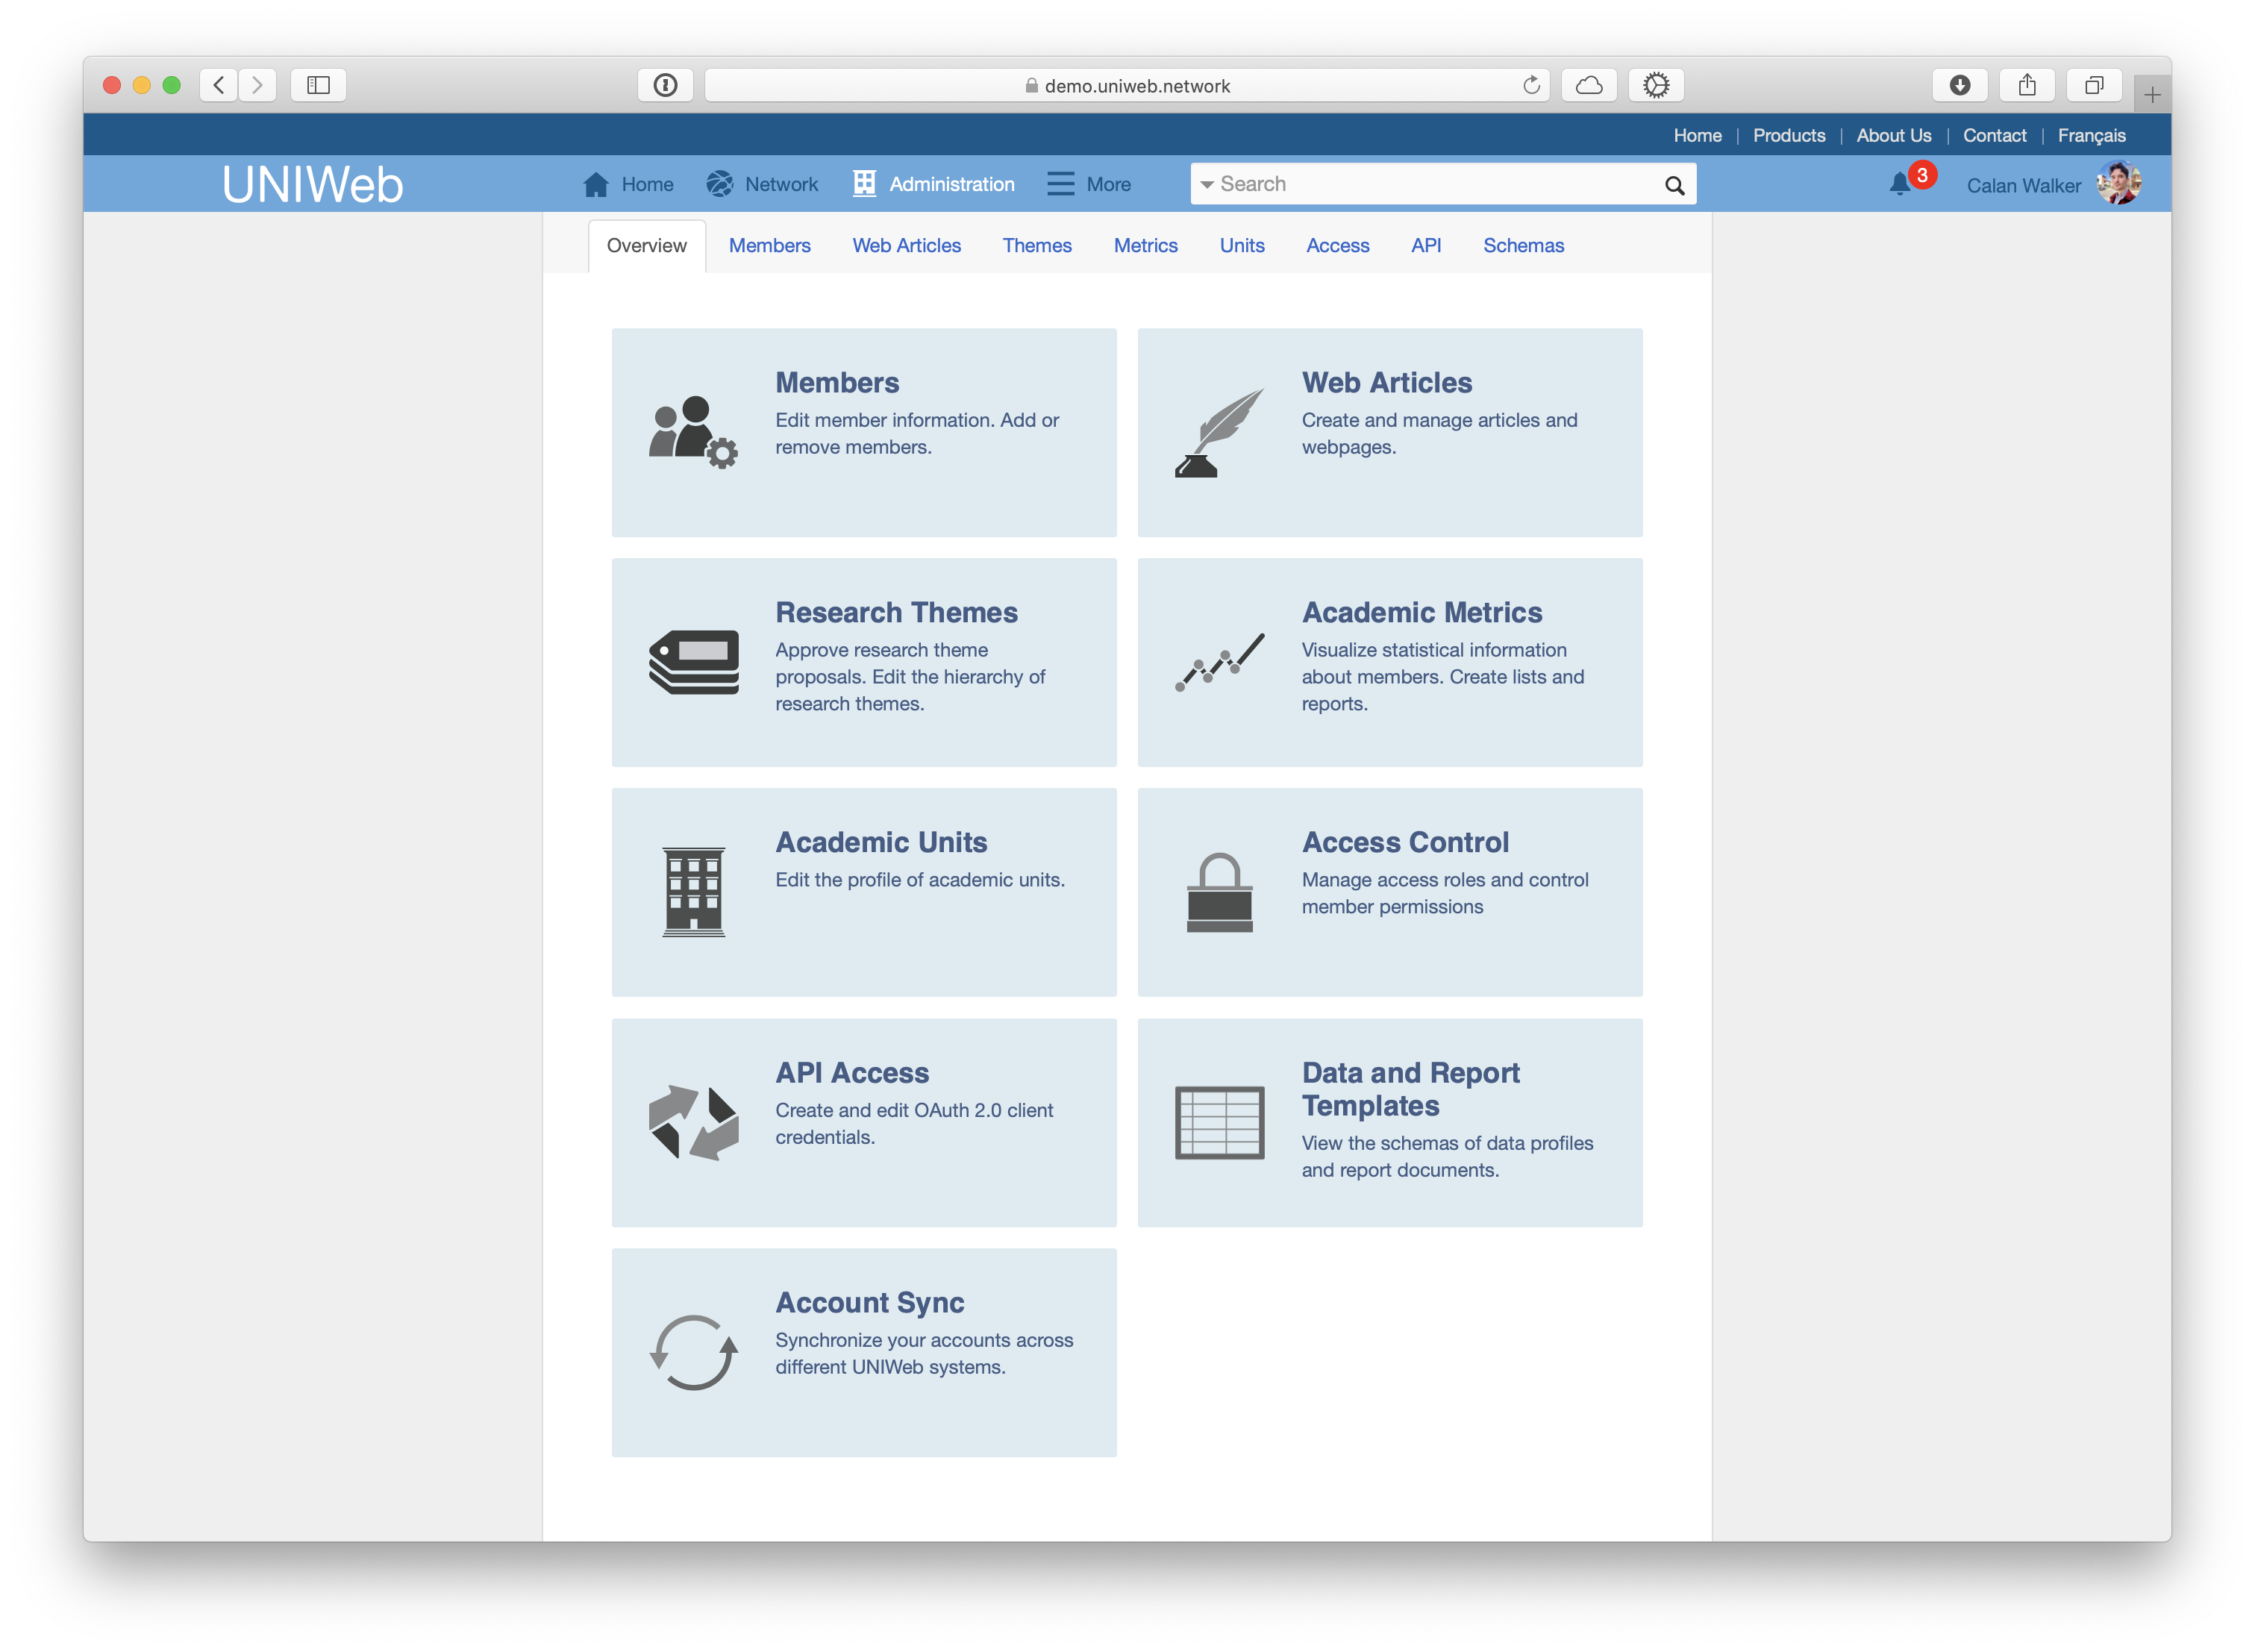 demo.uniweb.network
Home | Products | About Us | Contact | Français
UNIWeb
Home
Network
Administration
More
Search
3
Calan Walker
Overview
Members
Web Articles
Themes
Metrics
Units
Access
API
Schemas
Members
Edit member information. Add or
remove members.
Web Articles
Create and manage articles and
webpages.
Research Themes
Approve research theme
proposals. Edit the hierarchy of
research themes.
Academic Metrics
Visualize statistical information
about members. Create lists and
reports.
Academic Units
Edit the profile of academic units.
Access Control
Manage access roles and control
member permissions
API Access
Create and edit OAuth 2.0 client
credentials.
Data and Report
Templates
View the schemas of data profiles
and report documents.
Account Sync
Synchronize your accounts across
different UNIWeb systems.